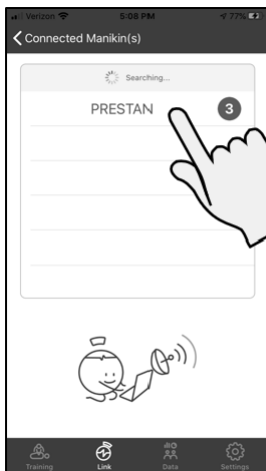 Verizon 5:08 PM 77%
Connected Manikin(s)
Searching...
PRESTAN 3
Training Link Data Settings